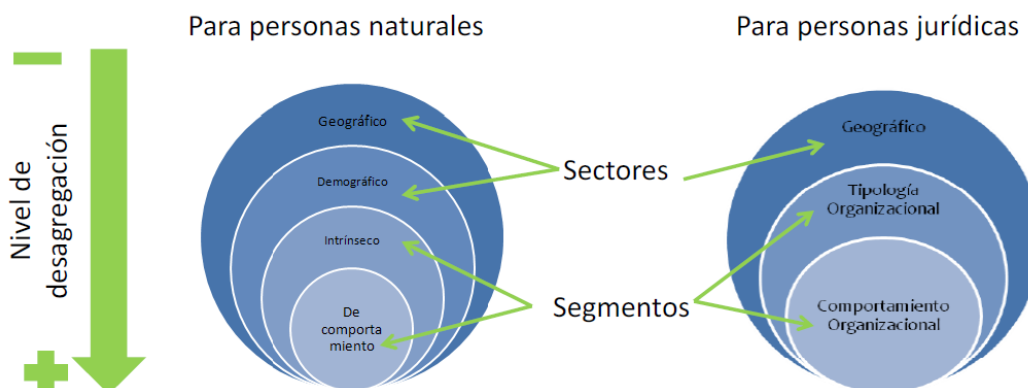 Para personas naturales
Para personas jurídicas
Nivel de
desagregación
Geográfico
Demográfico
Intrínseco
De
comporta
miento
Sectores
Segmentos
Geográfico
Tipología
Organizacional
Comportamiento
Organizacional